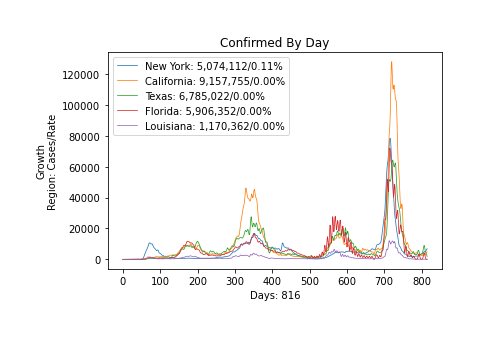 Confirmed By Day
New York: 5,074,112/0.11%
California: 9,157,755/0.00%
Texas: 6,785,022/0.00%
Florida: 5,906,352/0.00%
Louisiana: 1,170,362/0.00%
120000
100000
80000
60000
40000
20000
0
Growth
Region: Cases/Rate
0 100 200 300 400 500 600 700 800
Days: 816